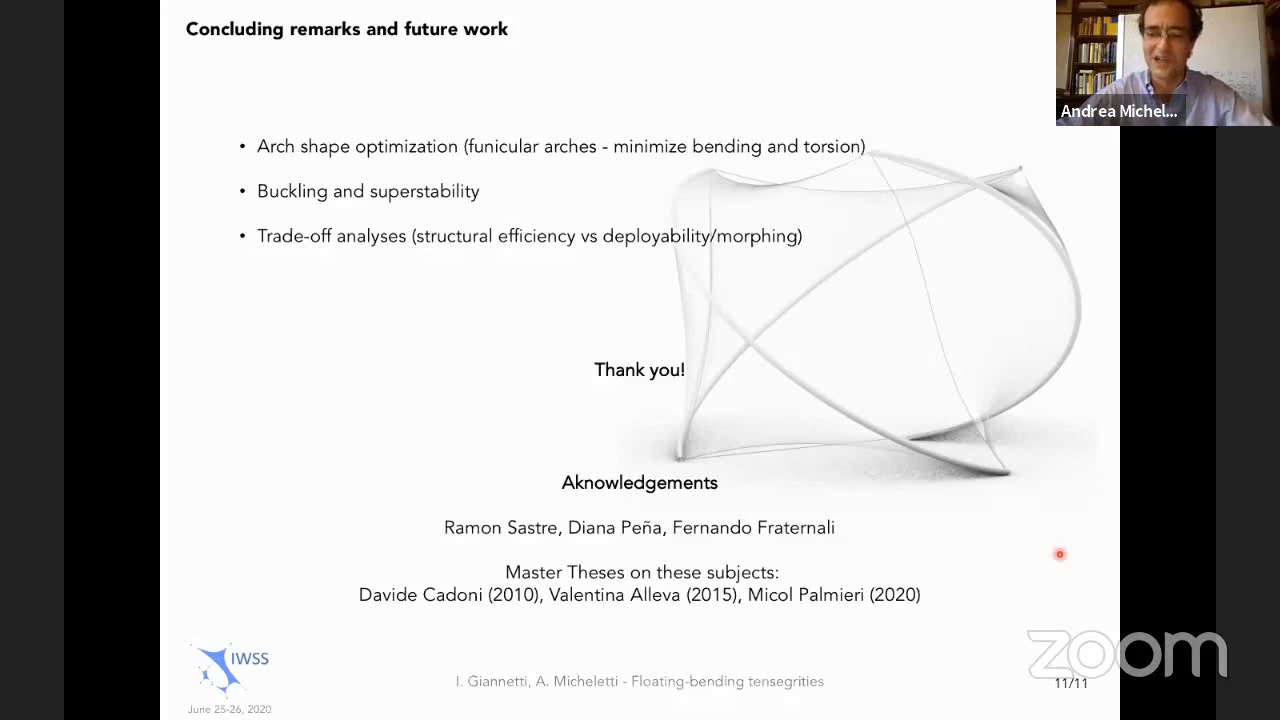 Concluding remarks and future work
Andrea Michel...
• Arch shape optimization (funicular arches - minimize bending and torsion)
• Buckling and superstability
• Trade-off analyses (structural efficiency vs deployability/morphing)
Thank you!
Aknowledgements
Ramon Sastre, Diana Peña, Fernando Fraternali
Master Theses on these subjects:
Davide Cadoni (2010), Valentina Alleva (2015), Micol Palmieri (2020)
IWSS
zoom
I. Giannetti, A. Micheletti - Floating-bending tensegrities
11/11
June 25-26, 2020